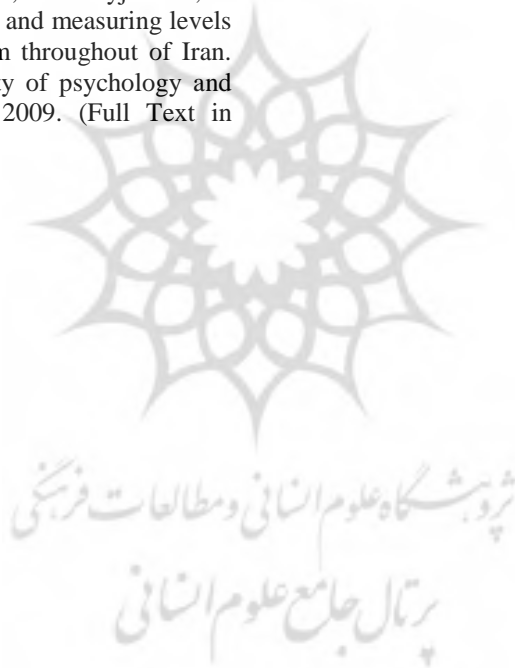 and measuring levels
throughout of Iran.
of psychology and
2009. (Full Text in
پژوهشگاه علوم انسانی و مطالعات فرهنگی
پرتال جامع علوم انسانی